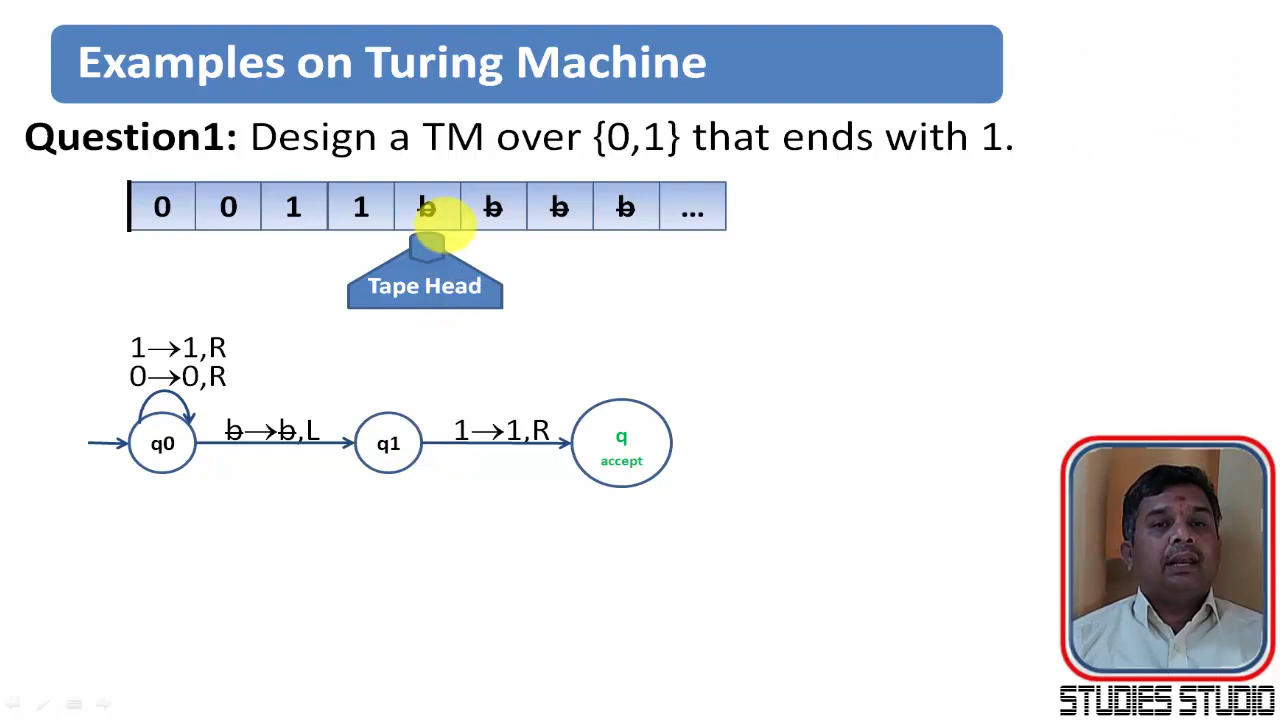 Examples on Turing Machine
Question1: Design a TM over {0,1} that ends with 1.
0 0 1 1 ƀ ƀ ƀ ƀ ...
Tape Head
1→1,R
0→0,R
q0 ƀ→ƀ,L q1 1→1,R q
accept
STUDIES STUDIO